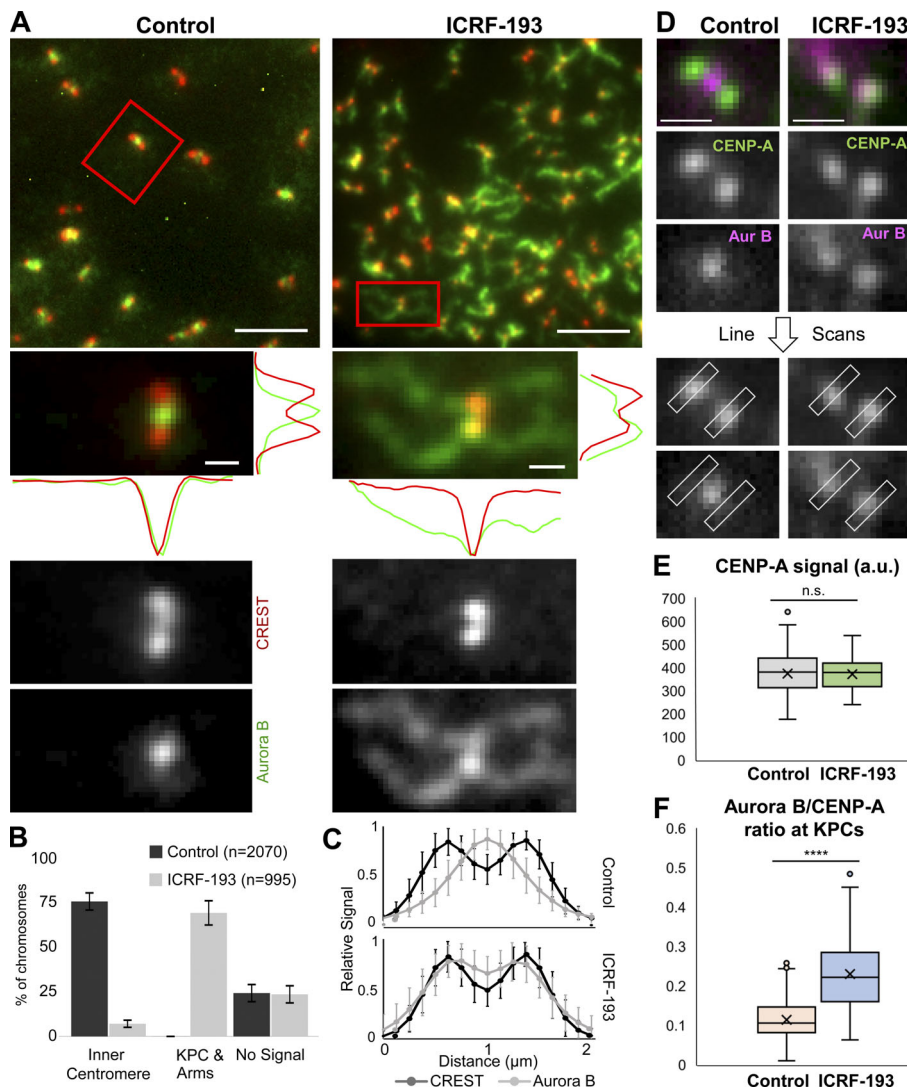 A
Control
ICRF-193
CREST
Aurora B
B
100
75
50
25
0
% of chromosomes
Control (n=2070)
ICRF-193 (n=995)
Inner
Centromere
KPC &
Arms
No Signal
C
Relative Signal
1
0.5
0
Control
1
0.5
0
ICRF-193
0
1
2
Distance (µm)
CREST
Aurora B
D
Control
ICRF-193
CENP-A
CENP-A
Aur B
Aur B
Line Scans
E
CENP-A signal (a.u.)
n.s.
700
600
500
400
300
200
100
0
Control ICRF-193
F
Aurora B/CENP-A
ratio at KPCs
****
0.6
0.5
0.4
0.3
0.2
0.1
0
Control ICRF-193